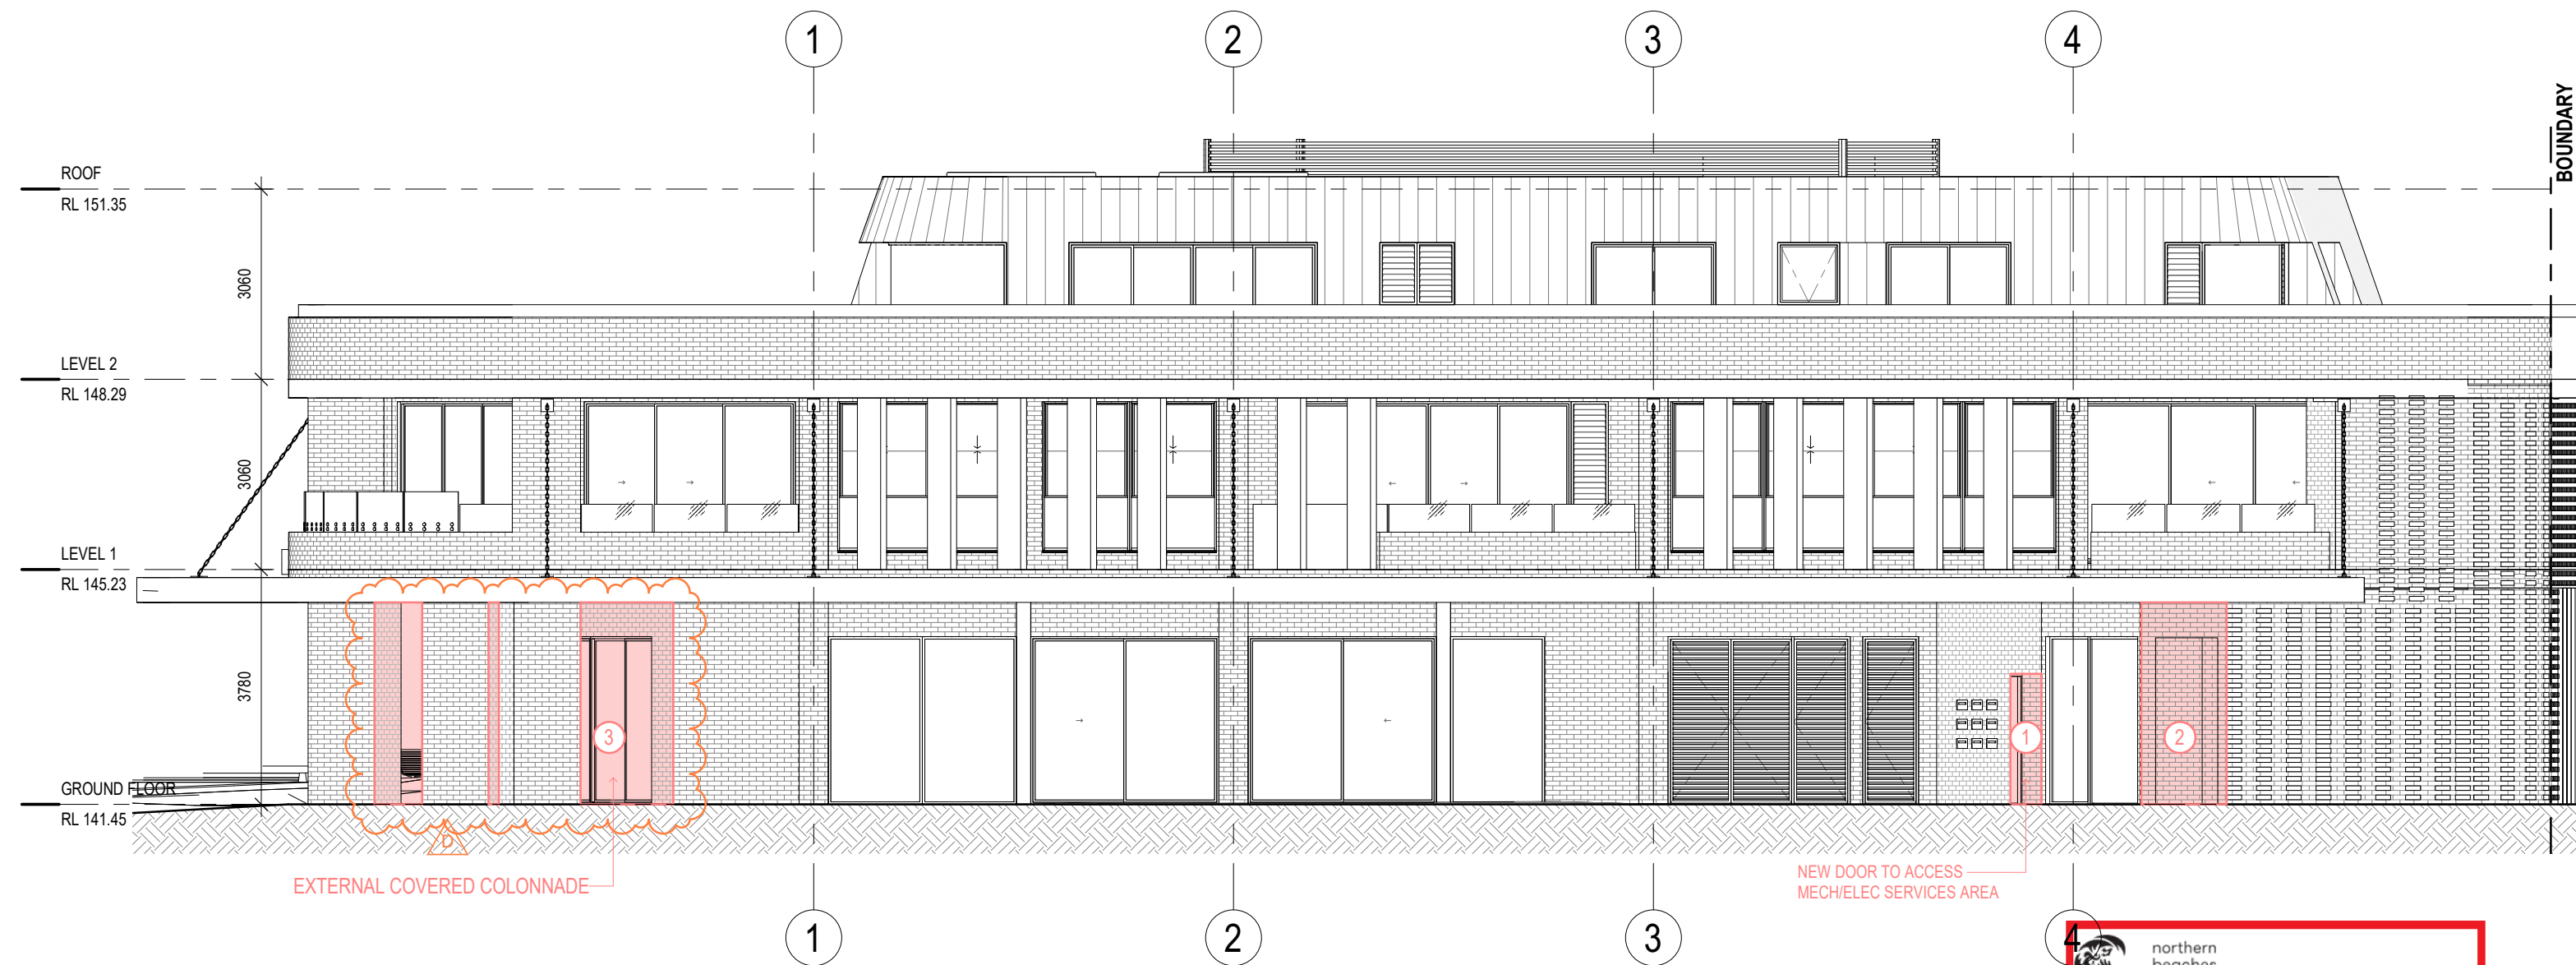 1
2
3
4
BOUNDARY
ROOF
RL 151.35
3060
LEVEL 2
RL 148.29
3060
LEVEL 1
RL 145.23
3780
3
1
2
GROUND FLOOR
RL 141.45
D
EXTERNAL COVERED COLONNADE
NEW DOOR TO ACCESS
MECH/ELEC SERVICES AREA
1
2
3
4
northern
beaches